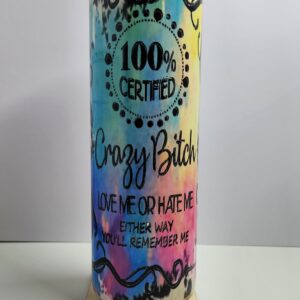 100%
CERTIFIED
Crazy Bitch
LOVE ME OR HATE ME
EITHER WAY
YOU'LL REMEMBER ME